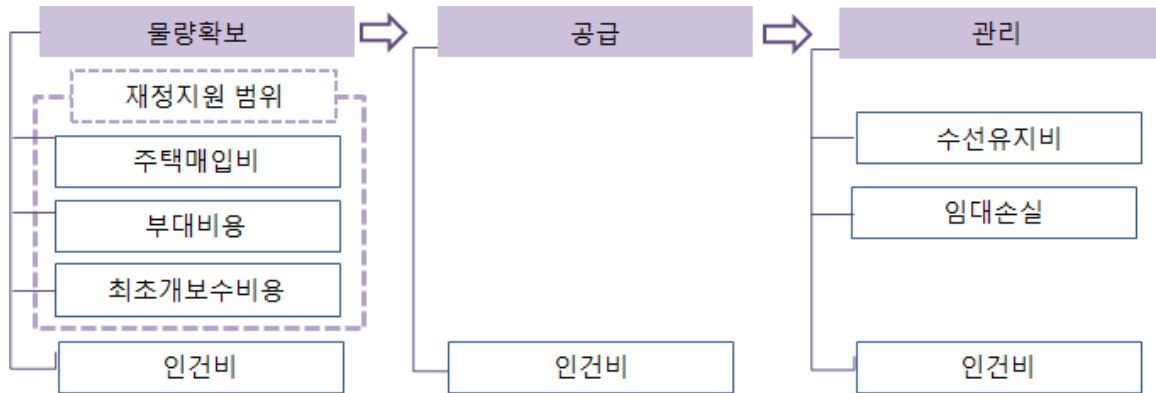 물량확보
공급
관리
재정지원 범위
주택매입비
부대비용
최초개보수비용
인건비
인건비
수선유지비
임대손실
인건비